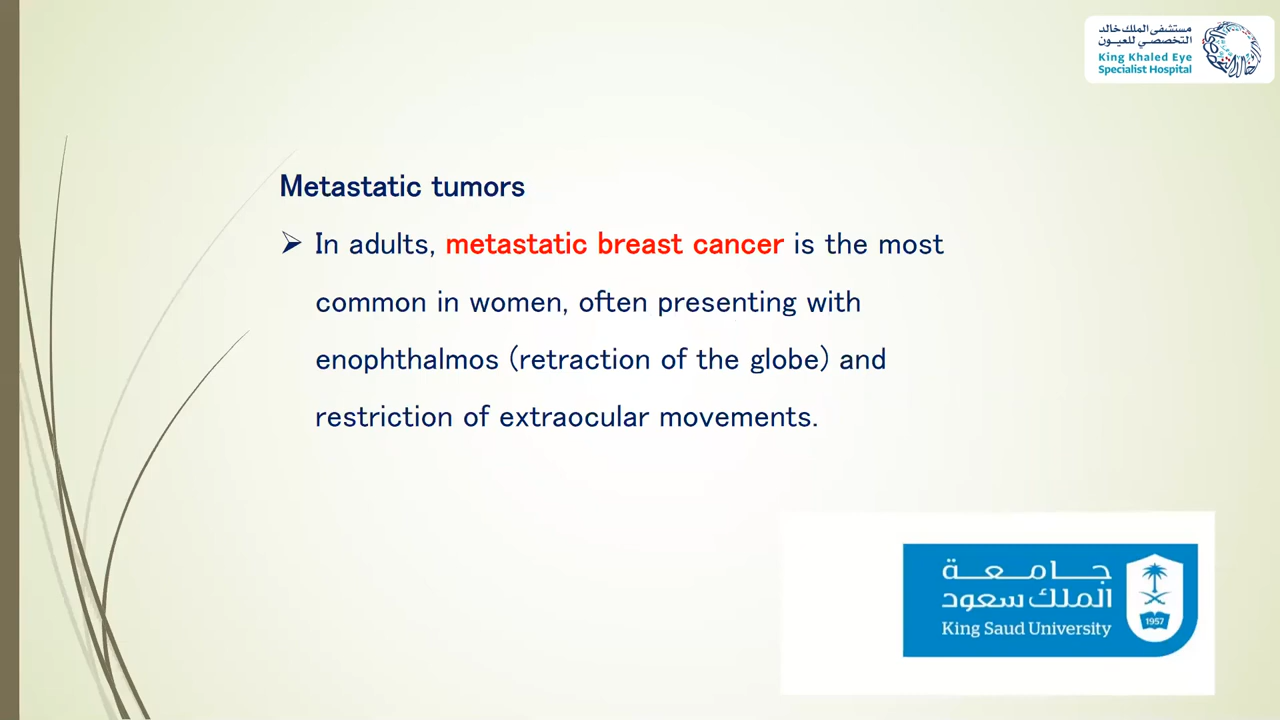 مستشفى الملك خالد
التخصصي للعيون
King Khaled Eye
Specialist Hospital
Metastatic tumors
➢ In adults, metastatic breast cancer is the most
common in women, often presenting with
enophthalmos (retraction of the globe) and
restriction of extraocular movements.
جامعة
الملك سعود
King Saud University
1957